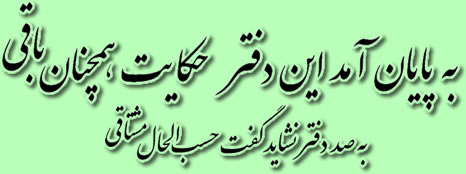 به پایان آمد این دفتر حکایت، همچنان باقی
به صد دفتر نشاید گفت حسب الحال مشتاقی